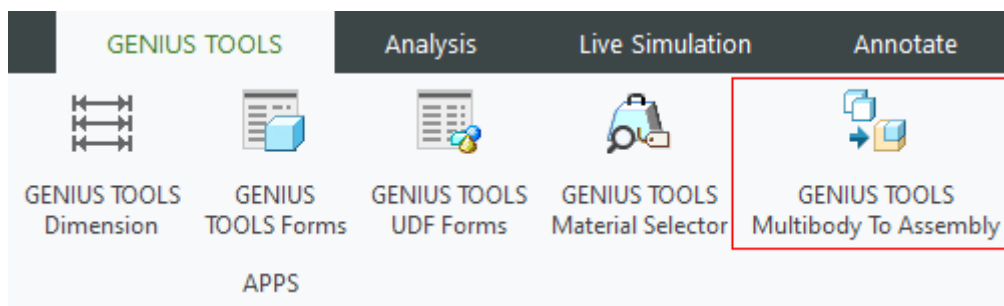 GENIUS TOOLS Analysis Live Simulation Annotate
GENIUS TOOLS
Dimension
GENIUS
TOOLS Forms
GENIUS TOOLS
UDF Forms
GENIUS TOOLS
Material Selector
GENIUS TOOLS
Multibody To Assembly
APPS